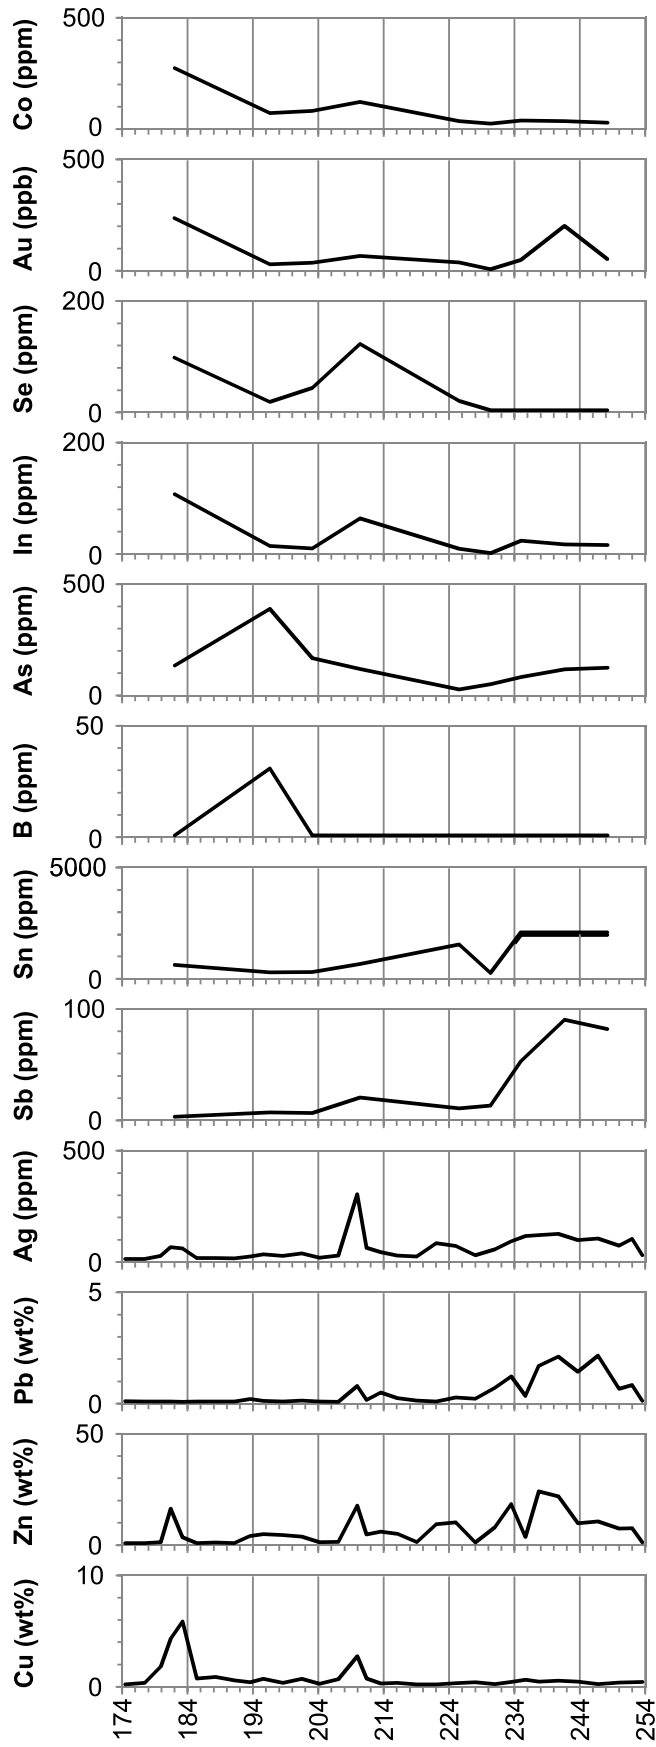 500
Co (ppm)
0
500
Au (ppb)
0
200
Se (ppm)
0
200
In (ppm)
0
500
As (ppm)
0
50
B (ppm)
0
5000
Sn (ppm)
0
100
Sb (ppm)
0
500
Ag (ppm)
0
5
Pb (wt%)
0
50
Zn (wt%)
0
10
Cu (wt%)
0
174 184 194 204 214 224 234 244 254